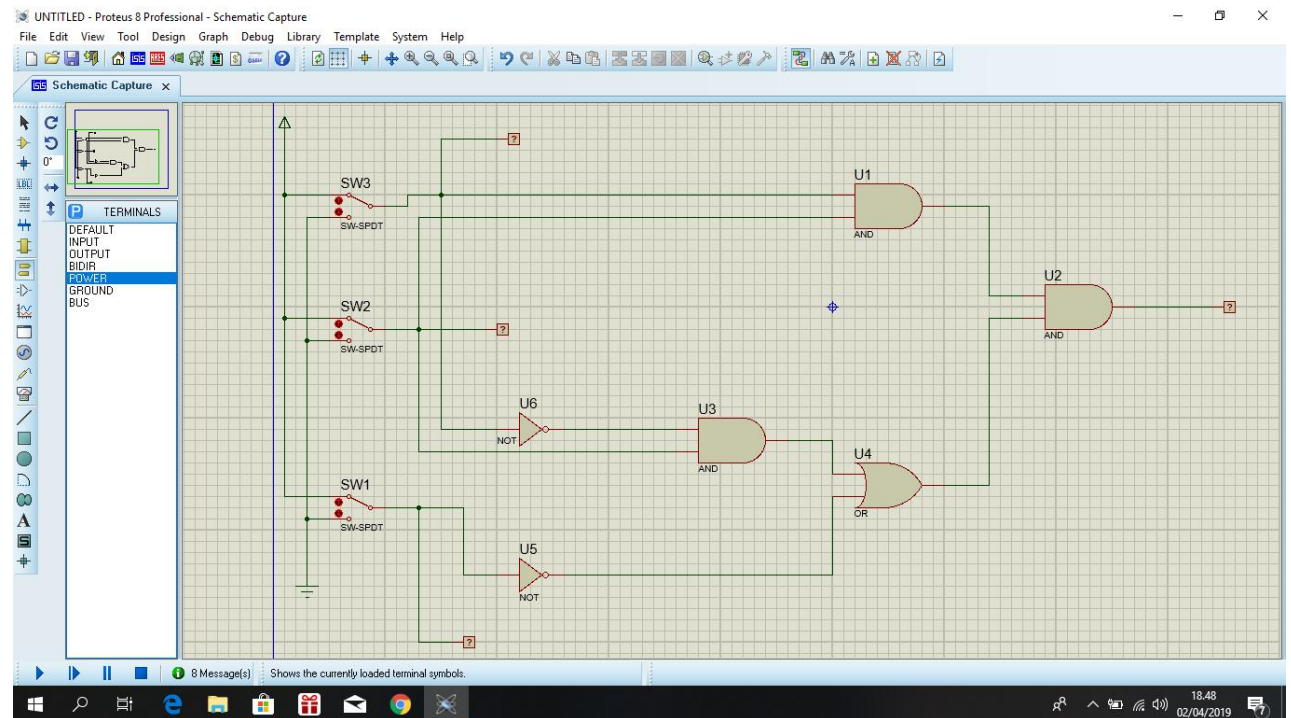 UNTITLED - Proteus 8 Professional - Schematic Capture
File Edit View Tool Design Graph Debug Library Template System Help
Schematic Capture x
0°
TERMINALS
DEFAULT
INPUT
OUTPUT
BIDIR
POWER
GROUND
BUS
?
SW3
SW-SPDT
U1
AND
SW2
SW-SPDT
?
U2
AND
?
U6
NOT
U3
AND
U4
OR
SW1
SW-SPDT
U5
NOT
?
8 Message(s)
Shows the currently loaded terminal symbols.
18.48
02/04/2019